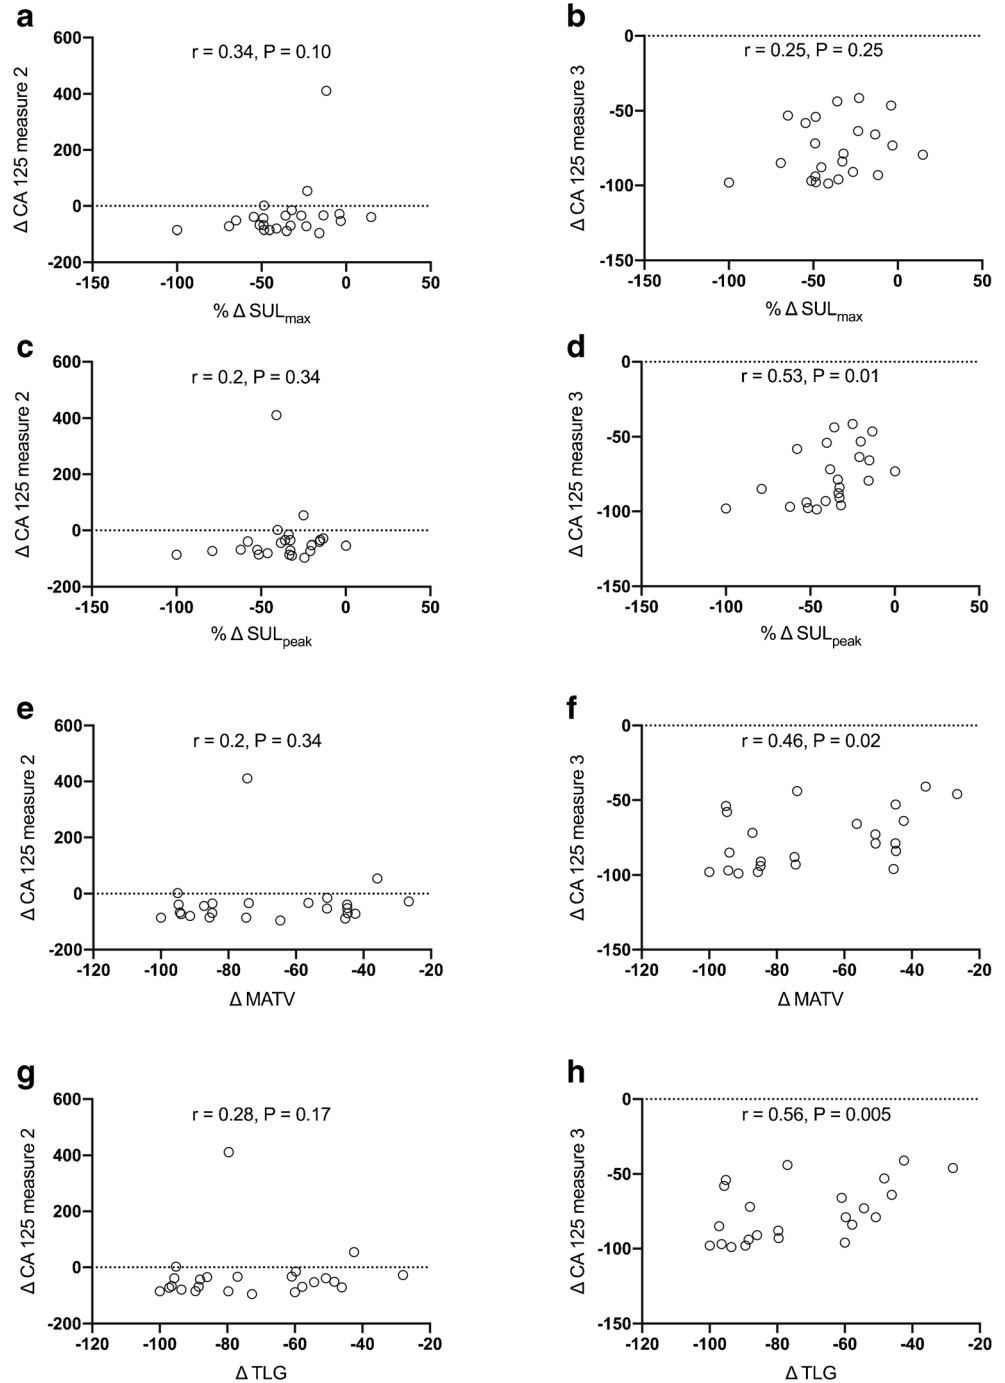 a
r = 0.34, P = 0.10
Δ CA 125 measure 2
600
400
200
0
-200
-150 -100 -50 0 50
% Δ SULmax
b
r = 0.25, P = 0.25
Δ CA 125 measure 3
0
-50
-100
-150
-150 -100 -50 0 50
% Δ SULmax
c
r = 0.2, P = 0.34
Δ CA 125 measure 2
600
400
200
0
-200
-150 -100 -50 0 50
% Δ SULpeak
d
r = 0.53, P = 0.01
Δ CA 125 measure 3
0
-50
-100
-150
-150 -100 -50 0 50
% Δ SULpeak
e
r = 0.2, P = 0.34
Δ CA 125 measure 2
600
400
200
0
-200
-120 -100 -80 -60 -40 -20
Δ MATV
f
r = 0.46, P = 0.02
Δ CA 125 measure 3
0
-50
-100
-150
-120 -100 -80 -60 -40 -20
Δ MATV
g
r = 0.28, P = 0.17
Δ CA 125 measure 2
600
400
200
0
-200
-120 -100 -80 -60 -40 -20
Δ TLG
h
r = 0.56, P = 0.005
Δ CA 125 measure 3
0
-50
-100
-150
-120 -100 -80 -60 -40 -20
Δ TLG